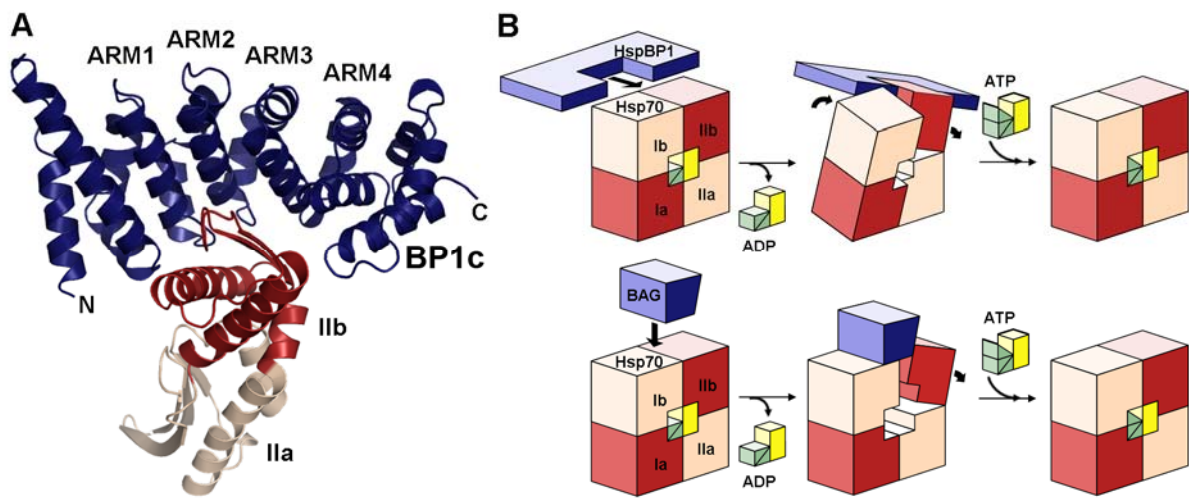 A
ARM1
ARM2
ARM3
ARM4
N
C
BP1c
IIb
IIa
B
HspBP1
Hsp70
IIb
Ib
Ia
IIa
ADP
ATP
BAG
Hsp70
IIb
Ib
Ia
IIa
ADP
ATP